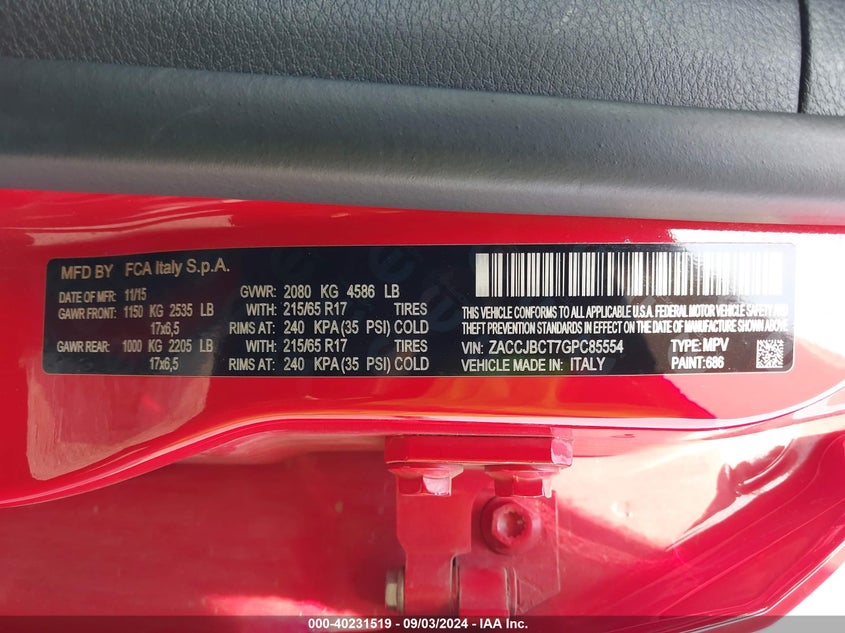 MFD BY FCA Italy S.p.A.
DATE OF MFR: 11/15 GVWR: 2080 KG 4586 LB
GAWR FRONT: 1150 KG 2535 LB WITH: 215/65 R17 TIRES
17x6,5 RIMS AT: 240 KPA (35 PSI) COLD
GAWR REAR: 1000 KG 2205 LB WITH: 215/65 R17 TIRES
17x6,5 RIMS AT: 240 KPA (35 PSI) COLD
THIS VEHICLE CONFORMS TO ALL APPLICABLE U.S.A. FEDERAL MOTOR VEHICLE SAFETY AND
THEFT PREVENTION STANDARDS IN EFFECT ON THE DATE OF MANUFACTURE SHOWN ABOVE.
VIN: ZACCJBCT7GPC85554 TYPE: MPV
VEHICLE MADE IN: ITALY PAINT: 686
000-40231519 - 09/03/2024 - IAA Inc.